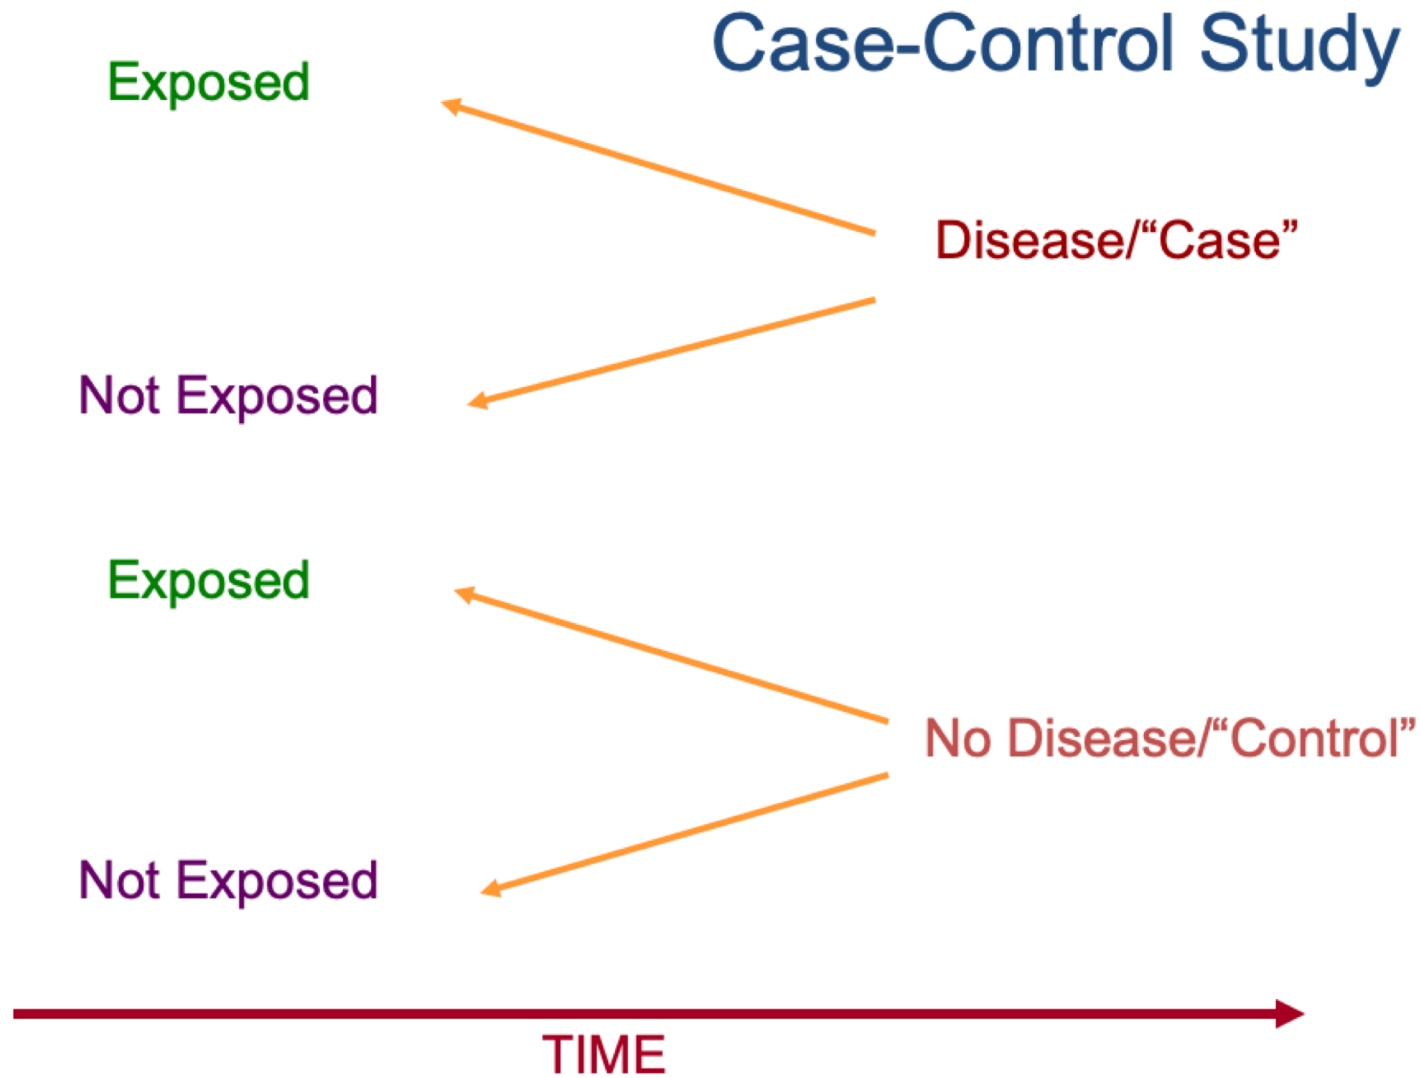 Case-Control Study
Exposed
Disease/“Case”
Not Exposed
Exposed
No Disease/“Control”
Not Exposed
TIME